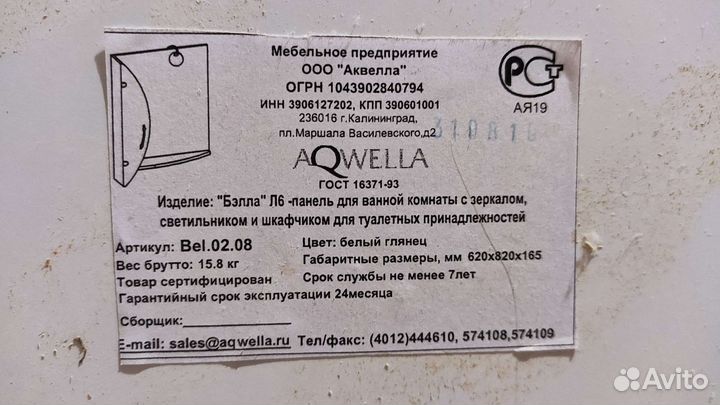 Мебельное предприятие
ООО "Аквелла"
ОГРН 1043902840794
ИНН 3906127202, КПП 390601001
236016 г.Калининград,
пл.Маршала Василевского,д2
РСТ
АЯ19
AQWELLA
ГОСТ 16371-93
Изделие: "Бэлла" Л6 -панель для ванной комнаты с зеркалом,
светильником и шкафчиком для туалетных принадлежностей
Артикул: Bel.02.08
Цвет: белый глянец
Вес брутто: 15.8 кг
Габаритные размеры, мм 620х820х165
Товар сертифицирован
Срок службы не менее 7лет
Гарантийный срок эксплуатации 24месяца
Сборщик:______________
E-mail: sales@aqwella.ru Тел/факс: (4012)444610, 574108,574109
Avito